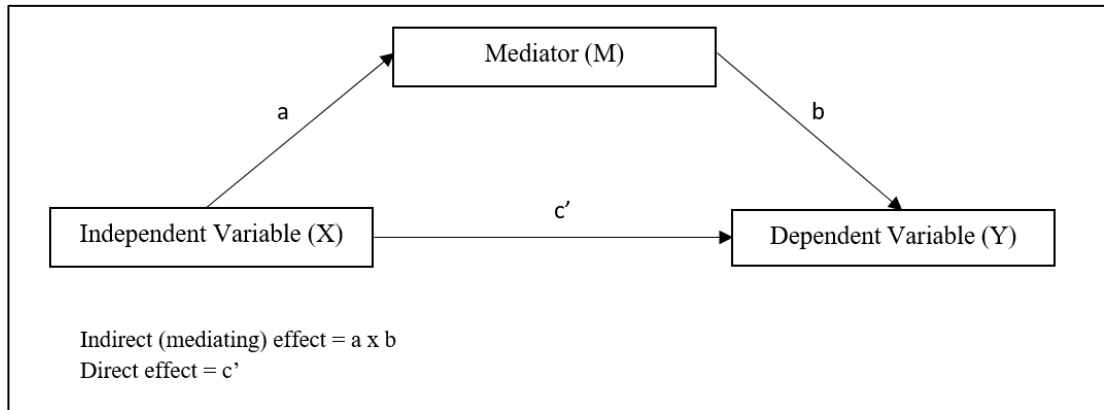 Mediator (M)
a
b
c’
Independent Variable (X)
Dependent Variable (Y)
Indirect (mediating) effect = a x b
Direct effect = c’